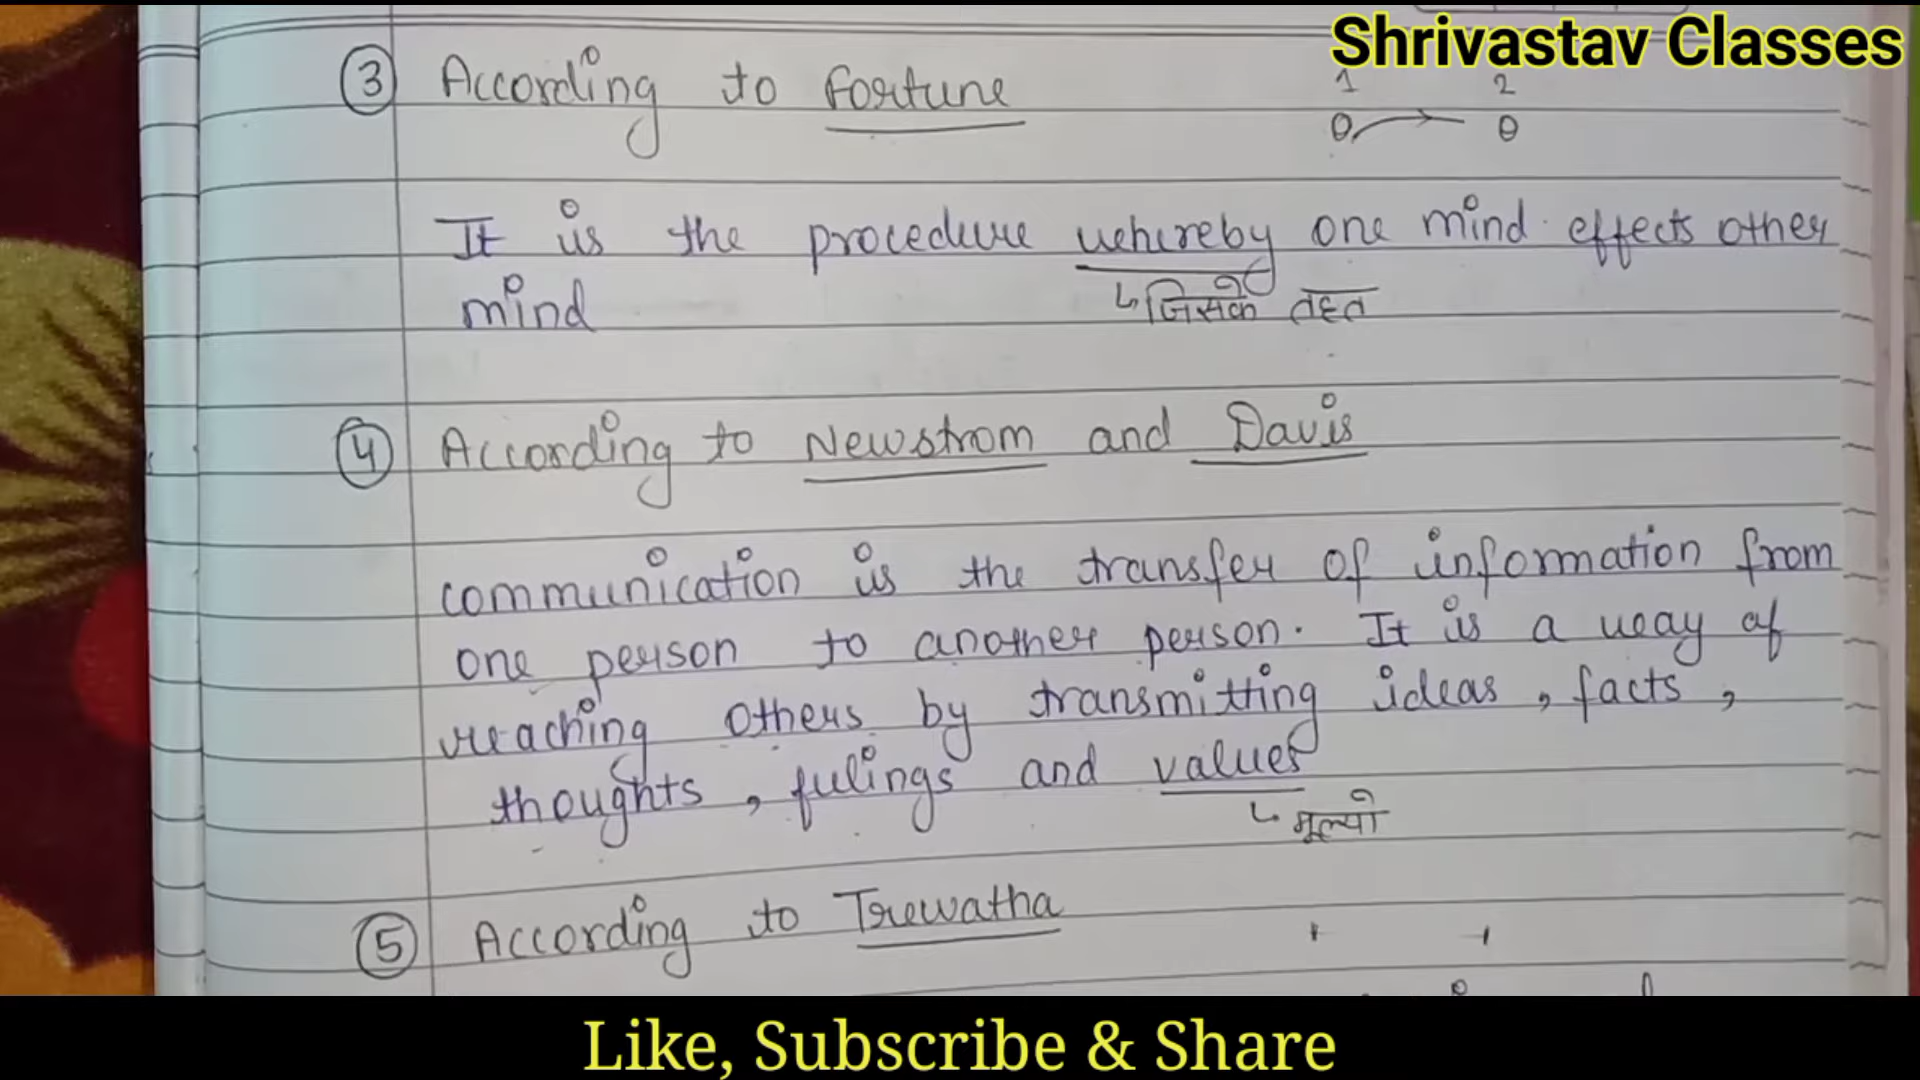 Shrivastav Classes
③ According to Fortune
1 2
It is the procedure whereby one mind effects other
mind
जिसके तहत
④ According to Newstrom and Davis
communication is the transfer of information from
one person to another person. It is a way of
reaching others by transmitting ideas, facts,
thoughts, feelings and values
मूल्यो
⑤ According to Trewatha
Like, Subscribe & Share